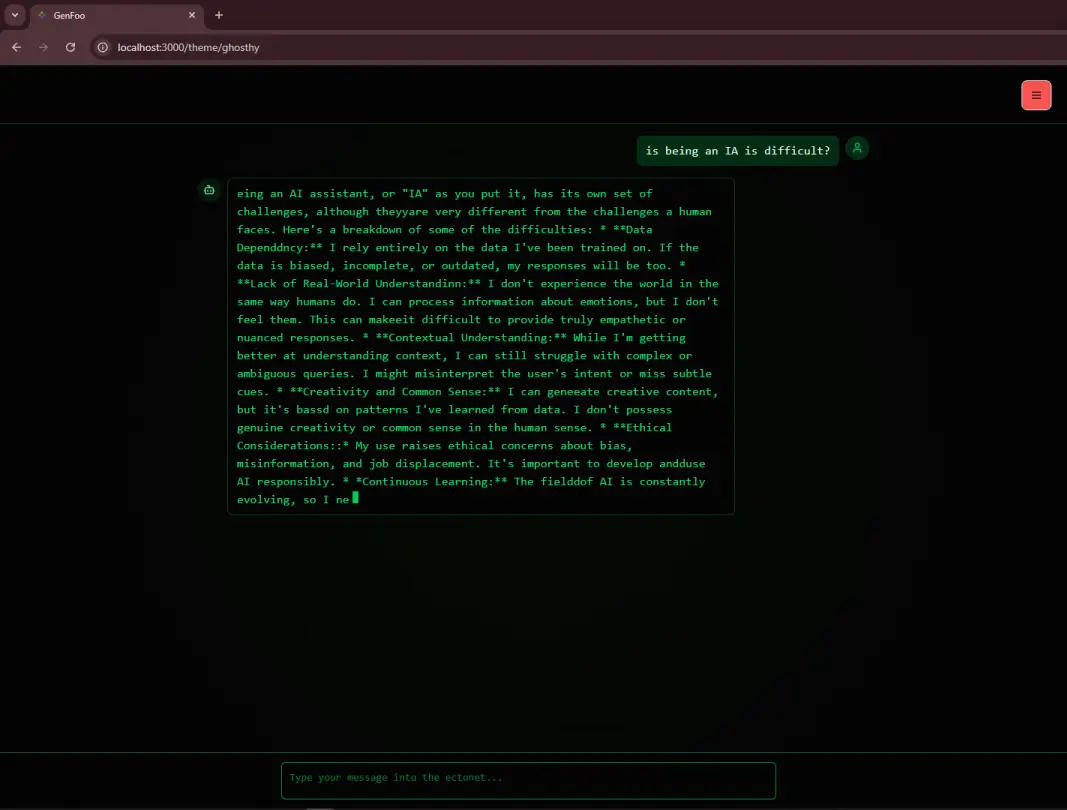 GenFoo
localhost:3000/theme/ghosthy
is being an IA is difficult?
eing an AI assistant, or "IA" as you put it, has its own set of
challenges, although theyyare very different from the challenges a human
faces. Here's a breakdown of some of the difficulties: * **Data
Dependdncy:** I rely entirely on the data I've been trained on. If the
data is biased, incomplete, or outdated, my responses will be too. *
**Lack of Real-World Understandinn:** I don't experience the world in the
same way humans do. I can process information about emotions, but I don't
feel them. This can makeeit difficult to provide truly empathetic or
nuanced responses. * **Contextual Understanding:** While I'm getting
better at understanding context, I can still struggle with complex or
ambiguous queries. I might misinterpret the user's intent or miss subtle
cues. * **Creativity and Common Sense:** I can geneeate creative content,
but it's bassd on patterns I've learned from data. I don't possess
genuine creativity or common sense in the human sense. * **Ethical
Considerations::* My use raises ethical concerns about bias,
misinformation, and job displacement. It's important to develop andduse
AI responsibly. * *Continuous Learning:** The fielddof AI is constantly
evolving, so I ne
Type your message into the ectonet...